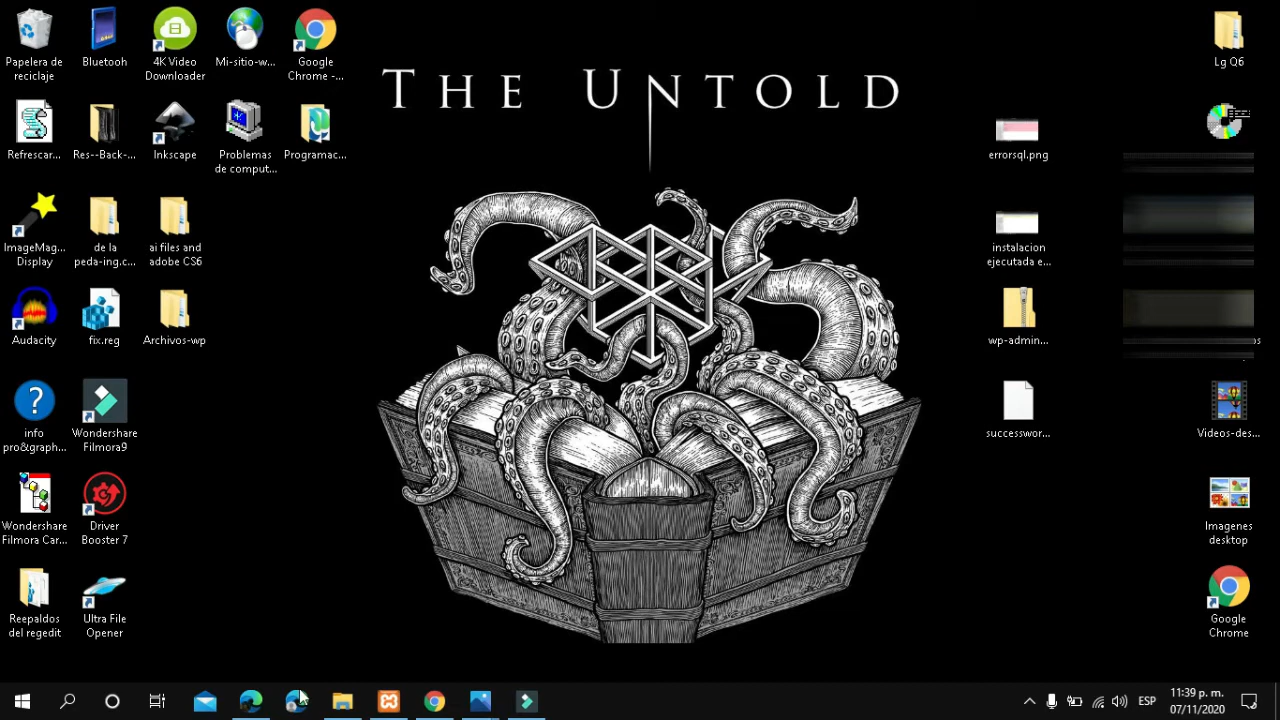 THE UNTOLD
Papelera de
reciclaje
Bluetooh
4K Video
Downloader
Mi-sitio-w...
Google
Chrome -...
Lg Q6
Refrescar...
Res--Back-...
Inkscape
Problemas
de comput...
Programac...
errorsql.png
ImageMag...
Display
de la
peda-ing.c...
ai files and
adobe CS6
instalacion
ejecutada e...
Audacity
fix.reg
Archivos-wp
wp-admin...
os
info
pro&graph...
Wondershare
Filmora9
successwor...
Videos-des...
Wondershare
Filmora Car...
Driver
Booster 7
Imagenes
desktop
Reepaldos
del regedit
Ultra File
Opener
Google
Chrome
ESP
11:39 p. m.
07/11/2020